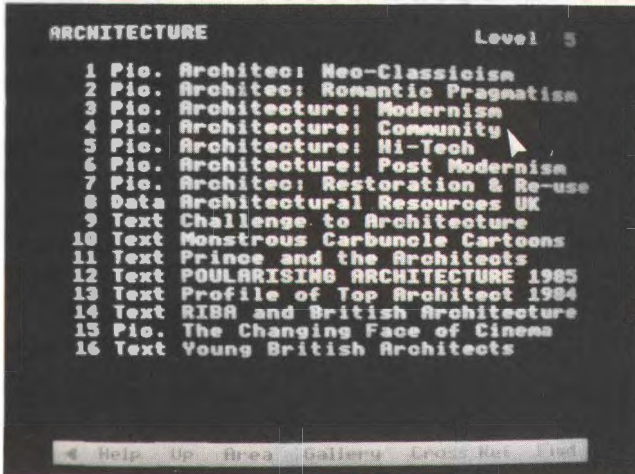 ARCHITECTURE Level 5
1 Pic. Architec: Neo-Classicism
2 Pic. Architec: Romantic Pragmatism
3 Pic. Architecture: Modernism
4 Pic. Architecture: Community
5 Pic. Architecture: Hi-Tech
6 Pic. Architecture: Post Modernism
7 Pic. Architec: Restoration & Re-use
8 Data Architectural Resources UK
9 Text Challenge to Architecture
10 Text Monstrous Carbuncle Cartoons
11 Text Prince and the Architects
12 Text POULARISING ARCHITECTURE 1985
13 Text Profile of Top Architect 1984
14 Text RIBA and British Architecture
15 Pic. The Changing Face of Cinema
16 Text Young British Architects
Help Up Area Gallery Cross Ret Find